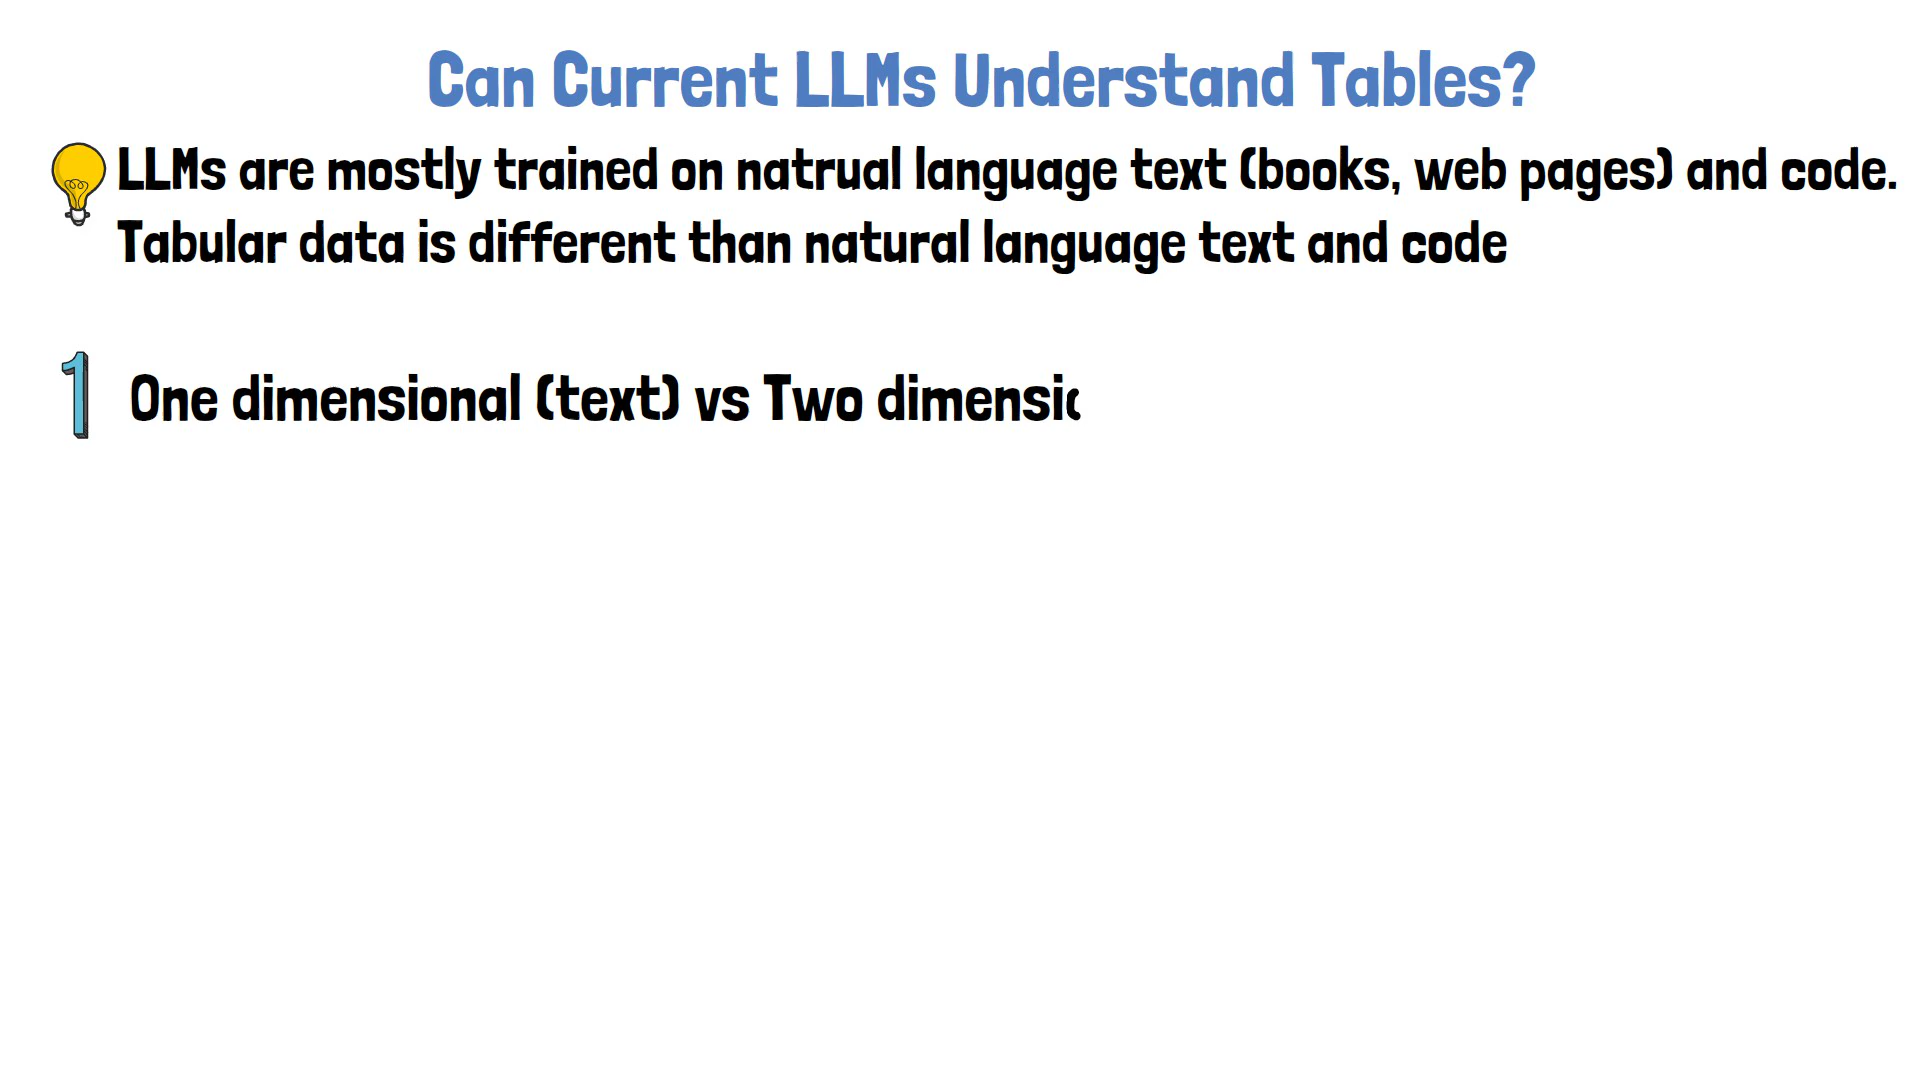 Can Current LLMs Understand Tables?
LLMs are mostly trained on natrual language text (books, web pages) and code.
Tabular data is different than natural language text and code
1 One dimensional (text) vs Two